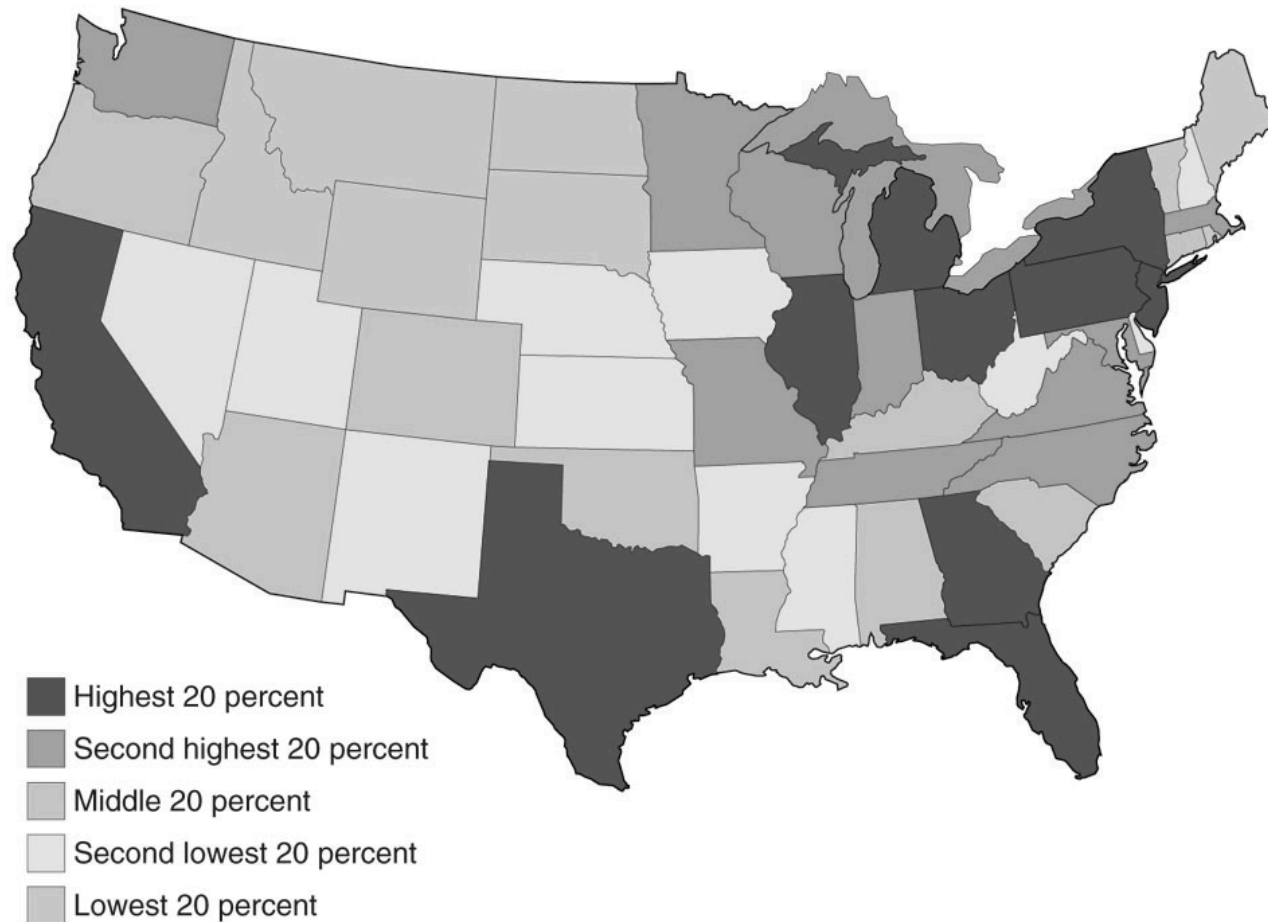 Highest 20 percent
Second highest 20 percent
Middle 20 percent
Second lowest 20 percent
Lowest 20 percent